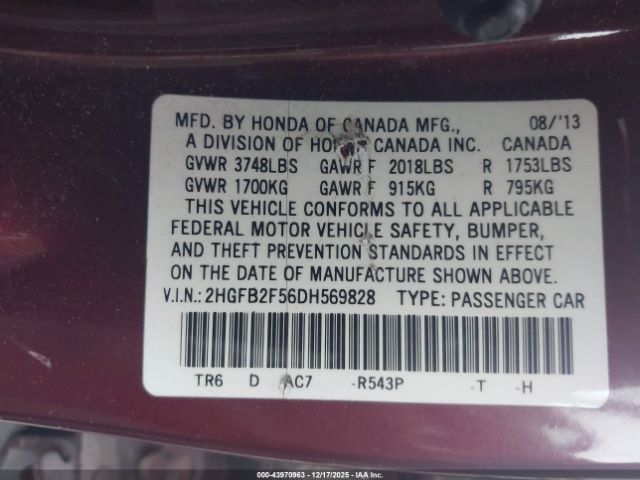 MFD. BY HONDA OF CANADA MFG., 08/'13
A DIVISION OF HONDA CANADA INC. CANADA
GVWR 3748LBS GAWR F 2018LBS R 1753LBS
GVWR 1700KG GAWR F 915KG R 795KG
THIS VEHICLE CONFORMS TO ALL APPLICABLE
FEDERAL MOTOR VEHICLE SAFETY, BUMPER,
AND THEFT PREVENTION STANDARDS IN EFFECT
ON THE DATE OF MANUFACTURE SHOWN ABOVE.
V.I.N.: 2HGFB2F56DH569828 TYPE: PASSENGER CAR
TR6 D AC7 -R543P -T -H
000-43970963 - 12/17/2025 - IAAI.COM